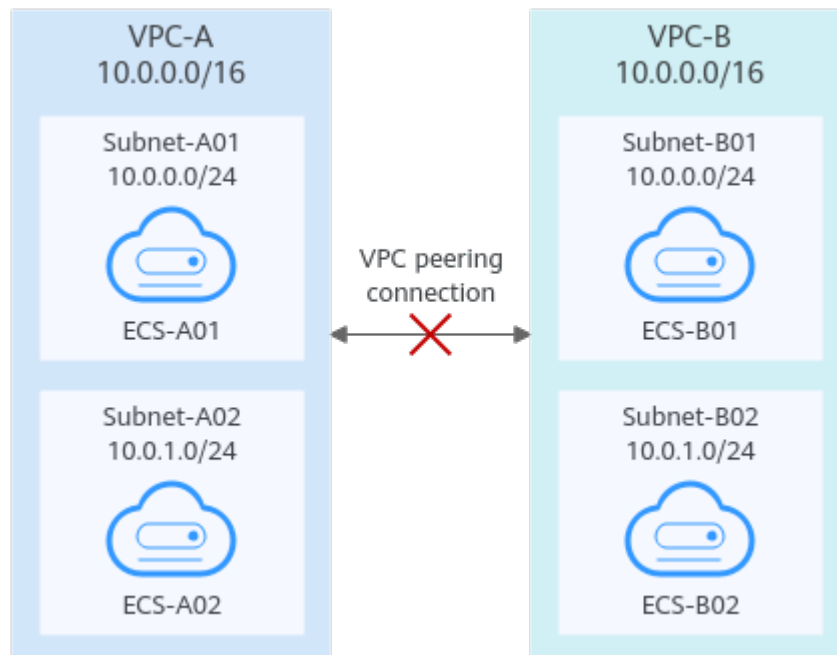 VPC-A
10.0.0.0/16
Subnet-A01
10.0.0.0/24
ECS-A01
Subnet-A02
10.0.1.0/24
ECS-A02
VPC peering
connection
VPC-B
10.0.0.0/16
Subnet-B01
10.0.0.0/24
ECS-B01
Subnet-B02
10.0.1.0/24
ECS-B02